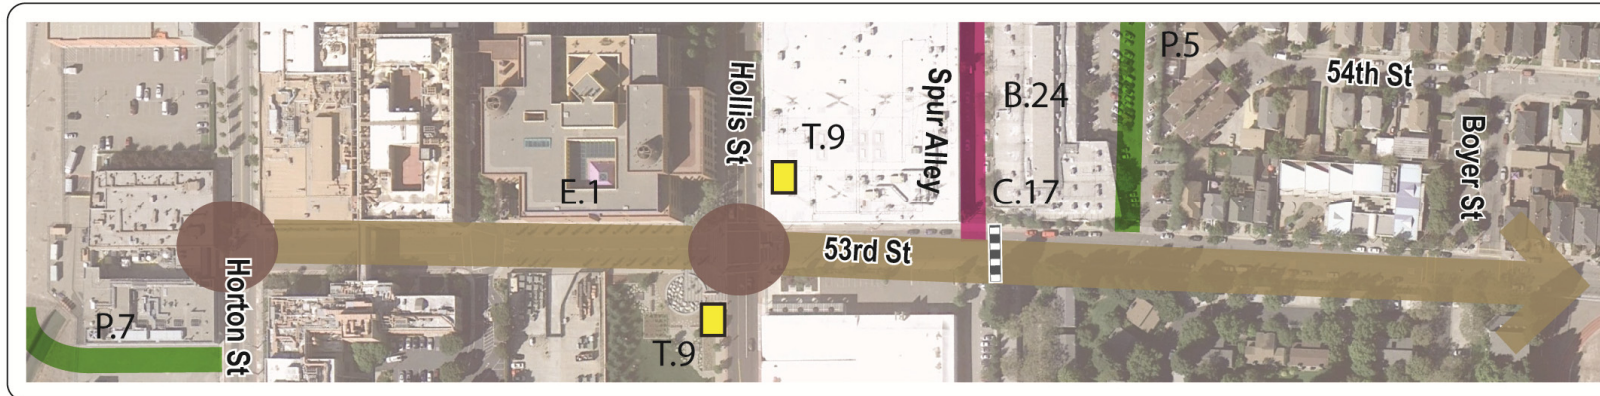 P.5
54th St
Hollis St
Spur Alley
B.24
T.9
Boyer St
E.1
C.17
53rd St
Horton St
P.7
T.9